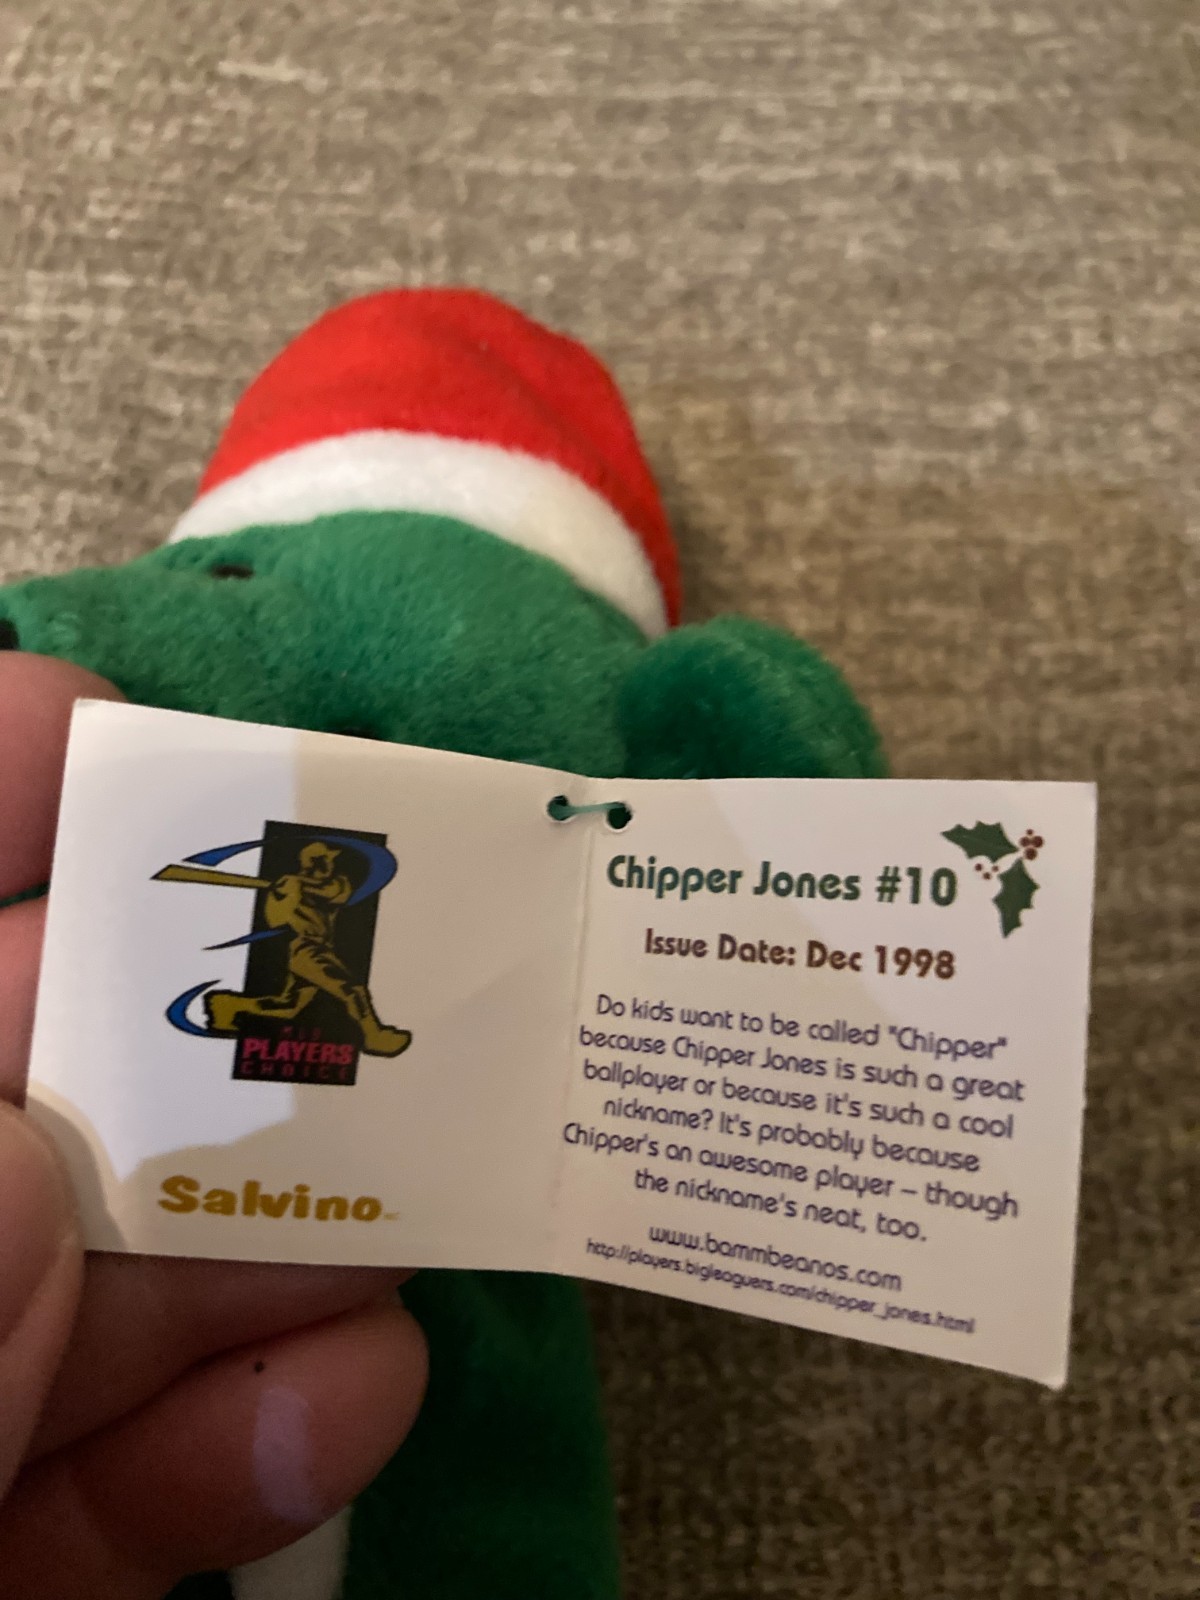 MLB
PLAYERS
CHOICE
Salvino
Chipper Jones #10
Issue Date: Dec 1998
Do kids want to be called "Chipper"
because Chipper Jones is such a great
ballplayer or because it's such a cool
nickname? It's probably because
Chipper's an awesome player – though
the nickname's neat, too.
www.bammbeanos.com
http://players.bigleaguers.com/chipper_jones.html